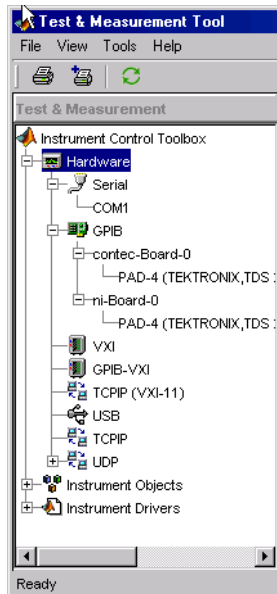 Test & Measurement Tool
File View Tools Help
Test & Measurement
Instrument Control Toolbox
Hardware
Serial
COM1
GPIB
contec-Board-0
PAD-4 (TEKTRONIX,TDS
ni-Board-0
PAD-4 (TEKTRONIX,TDS
VXI
GPIB-VXI
TCPIP (VXI-11)
USB
TCPIP
UDP
Instrument Objects
Instrument Drivers
Ready